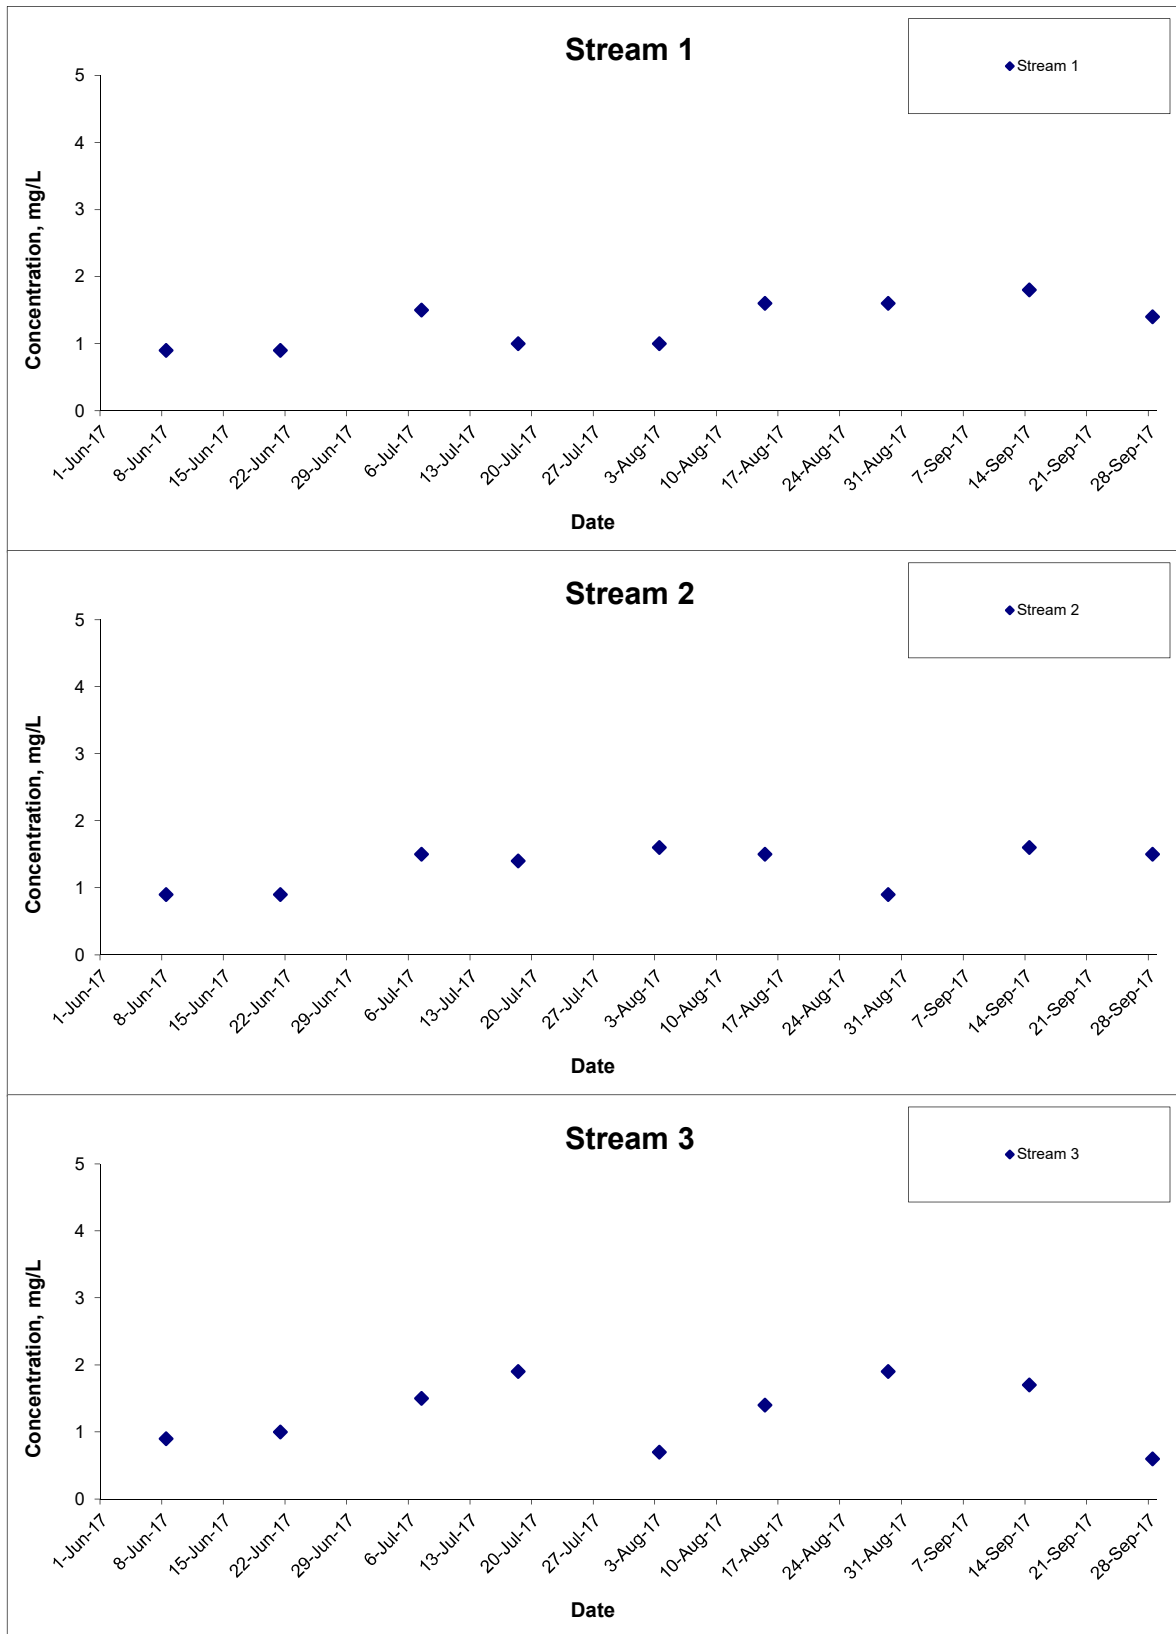 Stream 1
Stream 1
5
4
3
2
1
0
Concentration, mg/L
1-Jun-17
8-Jun-17
15-Jun-17
22-Jun-17
29-Jun-17
6-Jul-17
13-Jul-17
20-Jul-17
27-Jul-17
3-Aug-17
10-Aug-17
17-Aug-17
24-Aug-17
31-Aug-17
7-Sep-17
14-Sep-17
21-Sep-17
28-Sep-17
Date
Stream 2
Stream 2
5
4
3
2
1
0
Concentration, mg/L
1-Jun-17
8-Jun-17
15-Jun-17
22-Jun-17
29-Jun-17
6-Jul-17
13-Jul-17
20-Jul-17
27-Jul-17
3-Aug-17
10-Aug-17
17-Aug-17
24-Aug-17
31-Aug-17
7-Sep-17
14-Sep-17
21-Sep-17
28-Sep-17
Date
Stream 3
Stream 3
5
4
3
2
1
0
Concentration, mg/L
1-Jun-17
8-Jun-17
15-Jun-17
22-Jun-17
29-Jun-17
6-Jul-17
13-Jul-17
20-Jul-17
27-Jul-17
3-Aug-17
10-Aug-17
17-Aug-17
24-Aug-17
31-Aug-17
7-Sep-17
14-Sep-17
21-Sep-17
28-Sep-17
Date